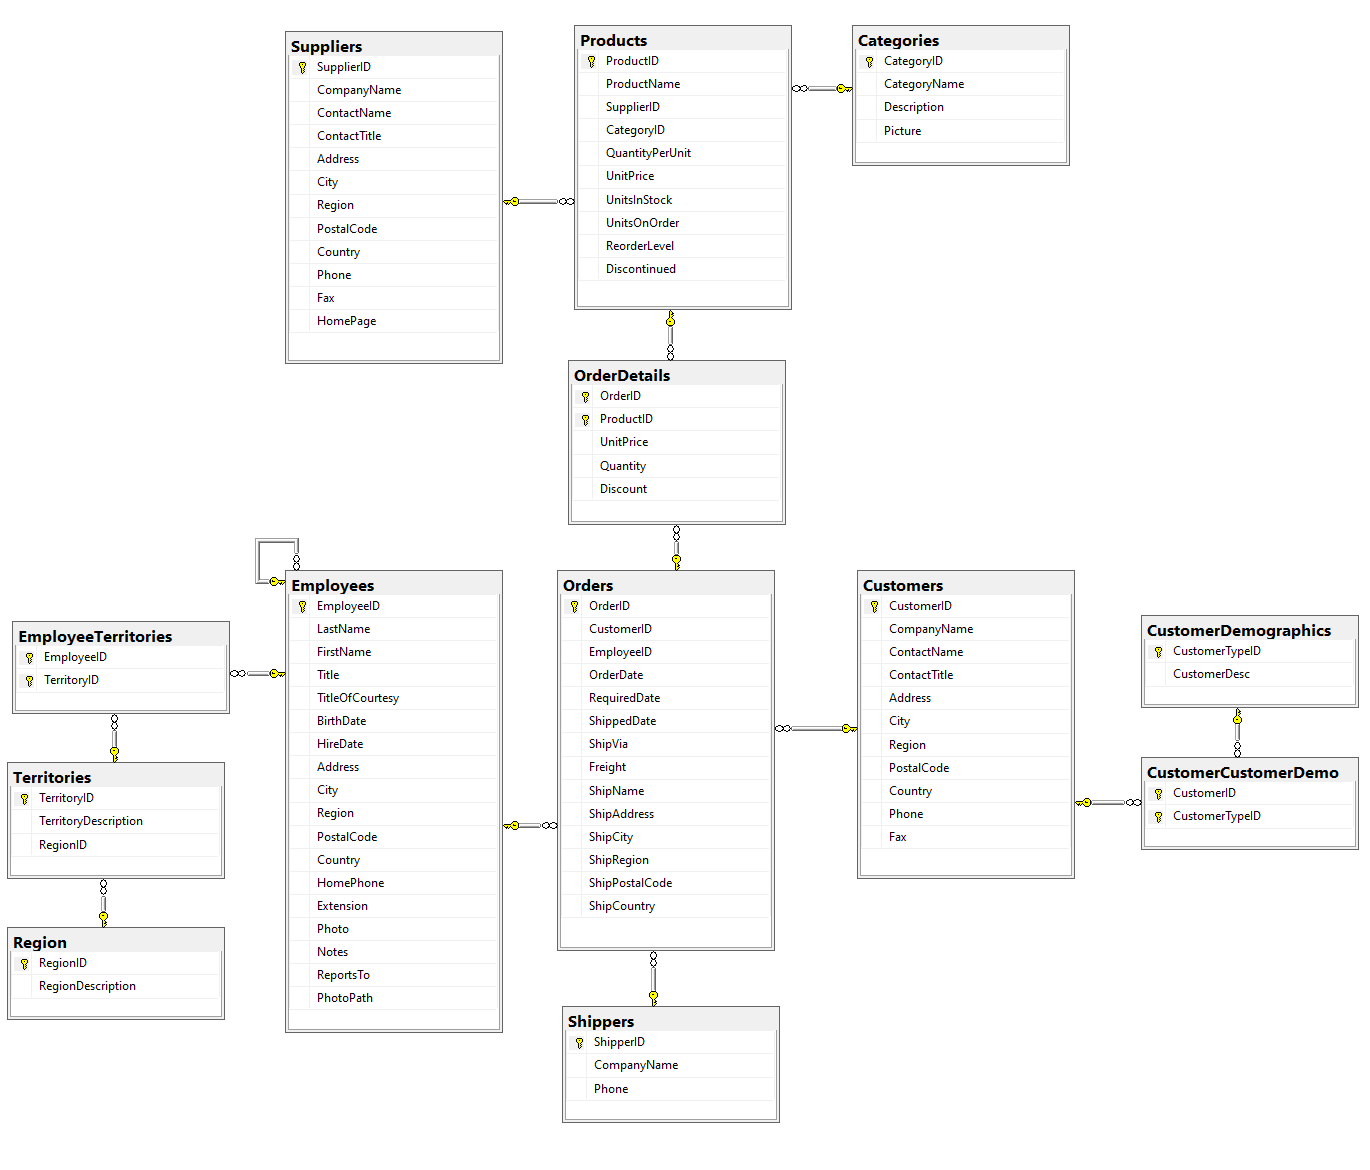 Suppliers
SupplierID
CompanyName
ContactName
ContactTitle
Address
City
Region
PostalCode
Country
Phone
Fax
HomePage
Products
ProductID
ProductName
SupplierID
CategoryID
QuantityPerUnit
UnitPrice
UnitsInStock
UnitsOnOrder
ReorderLevel
Discontinued
Categories
CategoryID
CategoryName
Description
Picture
OrderDetails
OrderID
ProductID
UnitPrice
Quantity
Discount
EmployeeTerritories
EmployeeID
TerritoryID
Territories
TerritoryID
TerritoryDescription
RegionID
Region
RegionID
RegionDescription
Employees
EmployeeID
LastName
FirstName
Title
TitleOfCourtesy
BirthDate
HireDate
Address
City
Region
PostalCode
Country
HomePhone
Extension
Photo
Notes
ReportsTo
PhotoPath
Orders
OrderID
CustomerID
EmployeeID
OrderDate
RequiredDate
ShippedDate
ShipVia
Freight
ShipName
ShipAddress
ShipCity
ShipRegion
ShipPostalCode
ShipCountry
Shippers
ShipperID
CompanyName
Phone
Customers
CustomerID
CompanyName
ContactName
ContactTitle
Address
City
Region
PostalCode
Country
Phone
Fax
CustomerDemographics
CustomerTypeID
CustomerDesc
CustomerCustomerDemo
CustomerID
CustomerTypeID